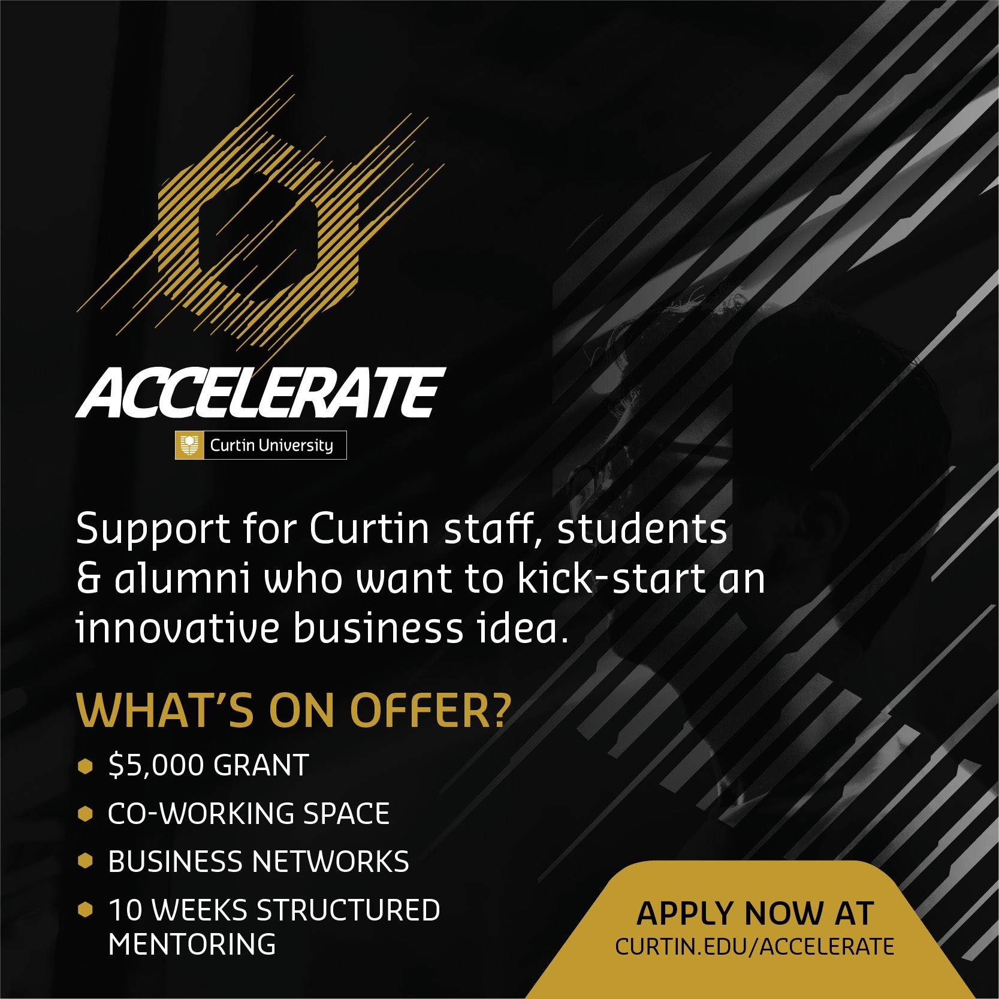 ACCELERATE
Curtin University
Support for Curtin staff, students
& alumni who want to kick-start an
innovative business idea.
WHAT'S ON OFFER?
$5,000 GRANT
CO-WORKING SPACE
BUSINESS NETWORKS
10 WEEKS STRUCTURED
MENTORING
APPLY NOW AT
CURTIN.EDU/ACCELERATE